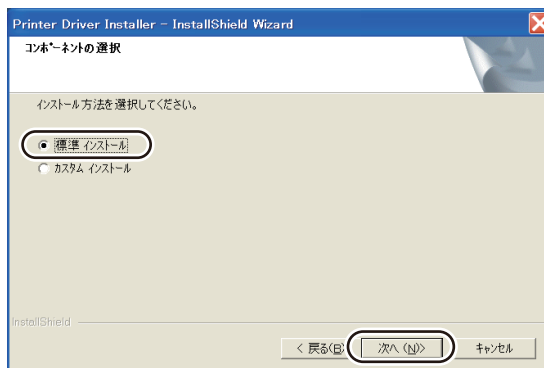 Printer Driver Installer - InstallShield Wizard
コンポーネントの選択
インストール方法を選択してください。
標準 インストール
カスタム インストール
InstallShield
< 戻る(B)
次へ (N)>
キャンセル